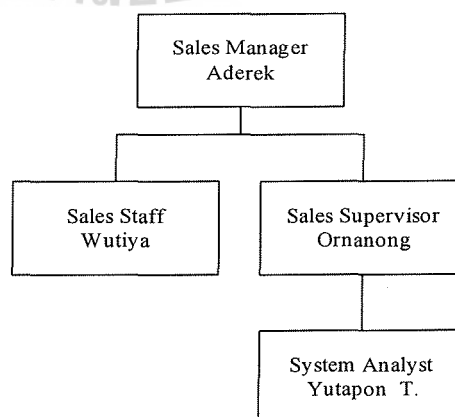 Sales Manager
Aderek
Sales Staff
Wutiya
Sales Supervisor
Ornanong
System Analyst
Yutapon T.